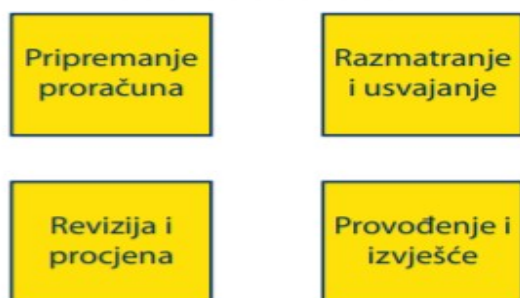 Pripremanje
proračuna
Razmatranje
i usvajanje
Revizija i
procjena
Provođenje i
izvješće